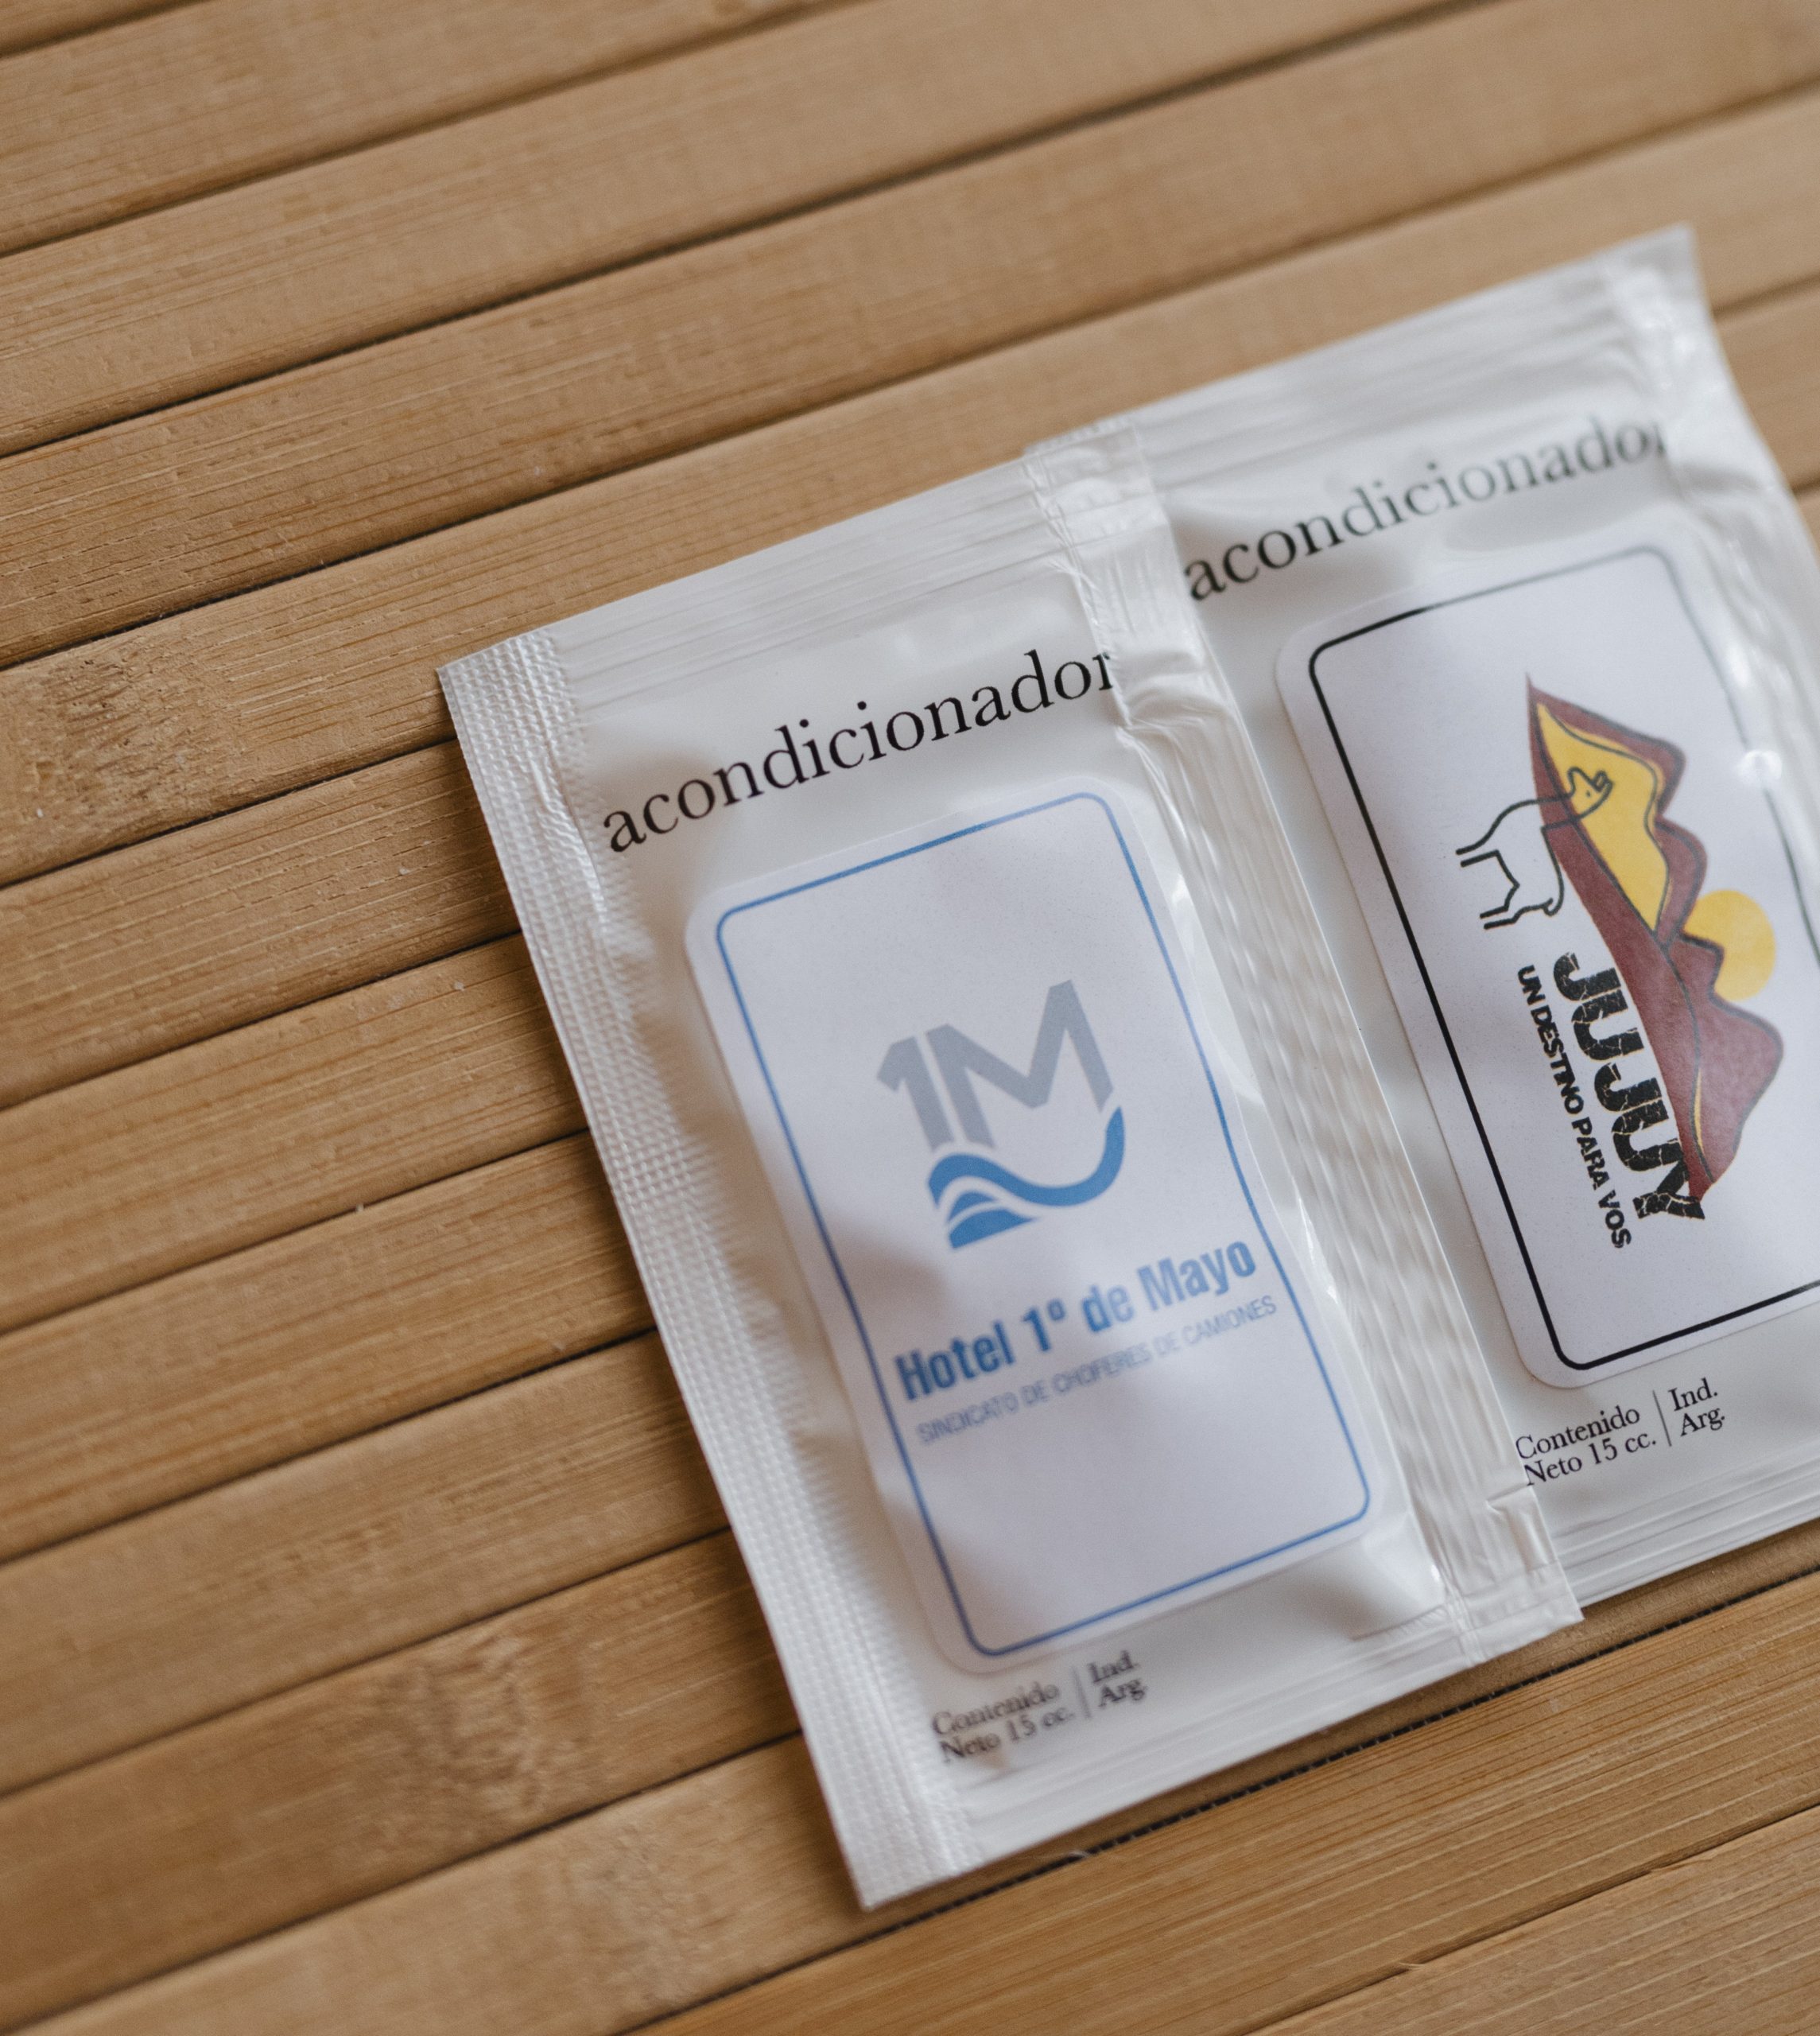 acondicionador
1M
Hotel 1º de Mayo
SINDICATO DE CHOFERES DE CAMIONES
Contenido
Neto 15 cc.
Ind.
Arg.
acondicionador
JUJUY
UN DESTINO PARA VOS
Contenido
Neto 15 cc.
Ind.
Arg.